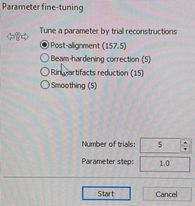 Parameter fine-tuning
Tune a parameter by trial reconstructions
Post-alignment (157.5)
Beam-hardening correction (5)
Ring artifacts reduction (15)
Smoothing (5)
Number of trials: 5
Parameter step: 1.0
Start Cancel